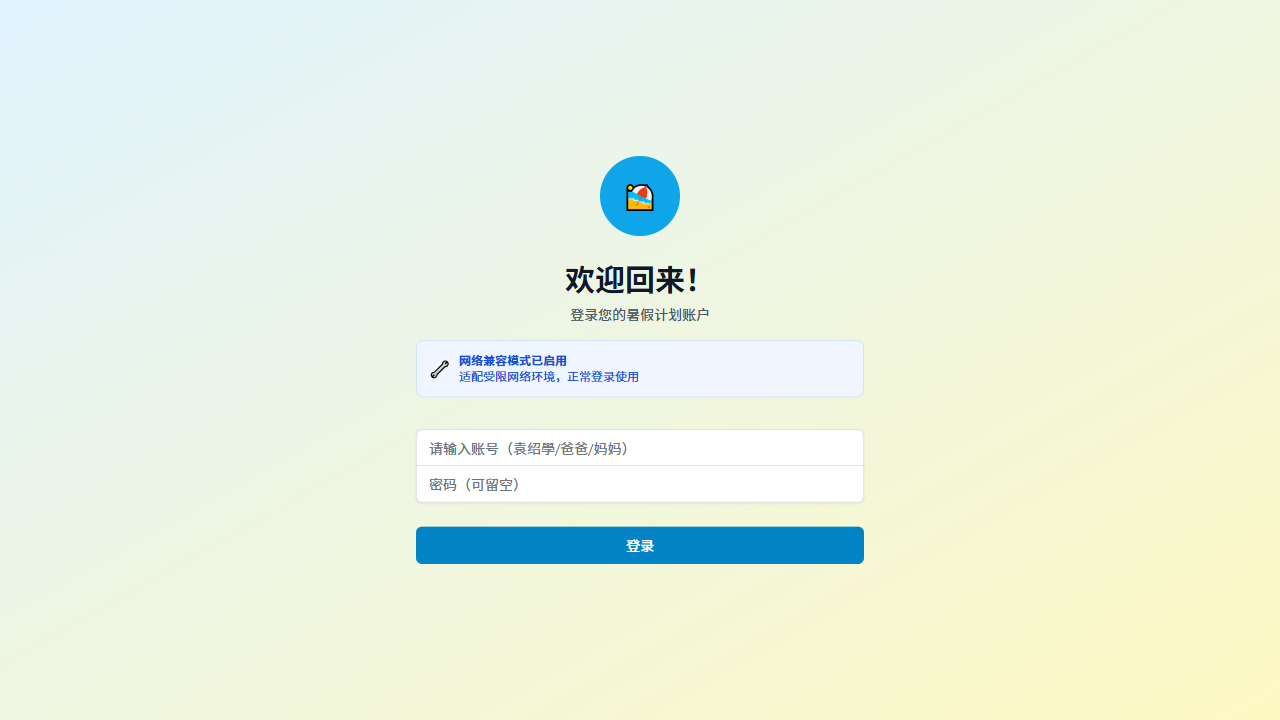 欢迎回来！
登录您的暑假计划账户
网络兼容模式已启用
适配受限网络环境，正常登录使用
请输入账号（袁绍學/爸爸/妈妈）
密码（可留空）
登录